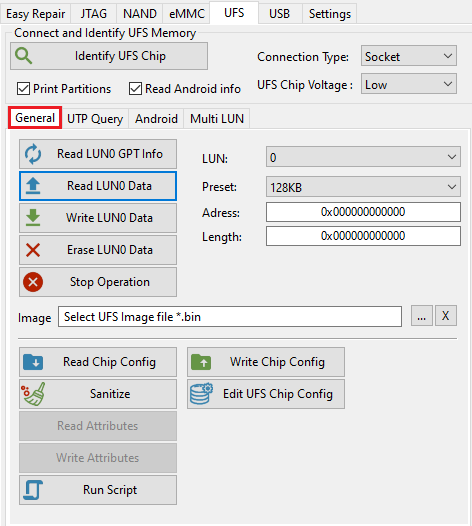 Easy Repair JTAG NAND eMMC UFS USB Settings
Connect and Identify UFS Memory
Identify UFS Chip
Connection Type: Socket
Print Partitions Read Android info
UFS Chip Voltage : Low
General UTP Query Android Multi LUN
Read LUN0 GPT Info
LUN: 0
Read LUN0 Data
Preset: 128KB
Write LUN0 Data
Adress: 0x000000000000
Erase LUN0 Data
Length: 0x000000000000
Stop Operation
Image Select UFS Image file *.bin ... X
Read Chip Config Write Chip Config
Sanitize Edit UFS Chip Config
Read Attributes
Write Attributes
Run Script